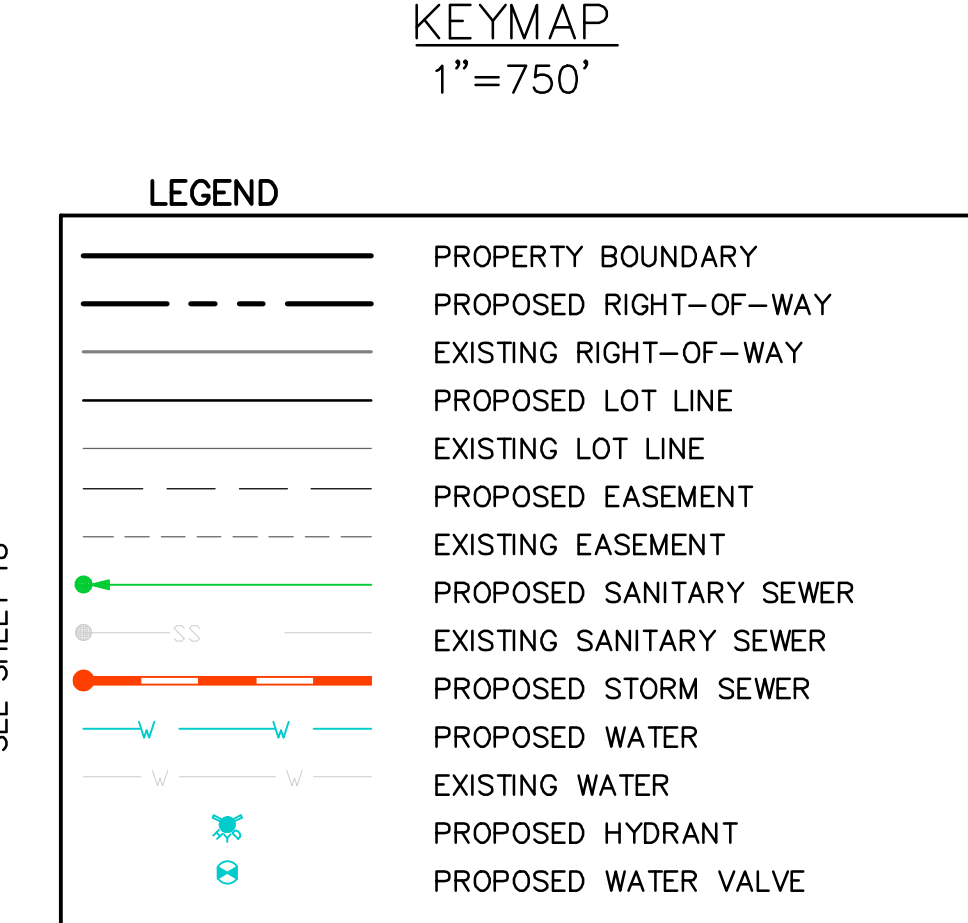 KEYMAP
1”=750’
LEGEND
PROPERTY BOUNDARY
PROPOSED RIGHT-OF-WAY
EXISTING RIGHT-OF-WAY
PROPOSED LOT LINE
EXISTING LOT LINE
PROPOSED EASEMENT
EXISTING EASEMENT
PROPOSED SANITARY SEWER
SS EXISTING SANITARY SEWER
PROPOSED STORM SEWER
W W PROPOSED WATER
W W EXISTING WATER
PROPOSED HYDRANT
PROPOSED WATER VALVE
SEE SHEET